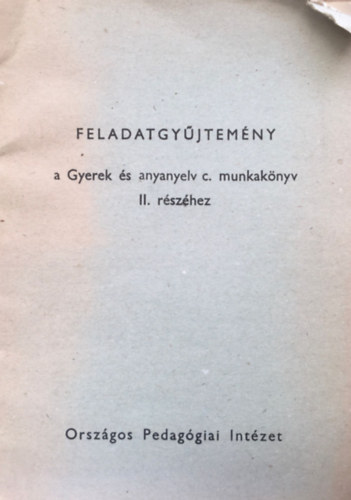 FELADATGYŰJTEMÉNY
a Gyerek és anyanyelv c. munkakönyv
II. részéhez
Országos Pedagógiai Intézet